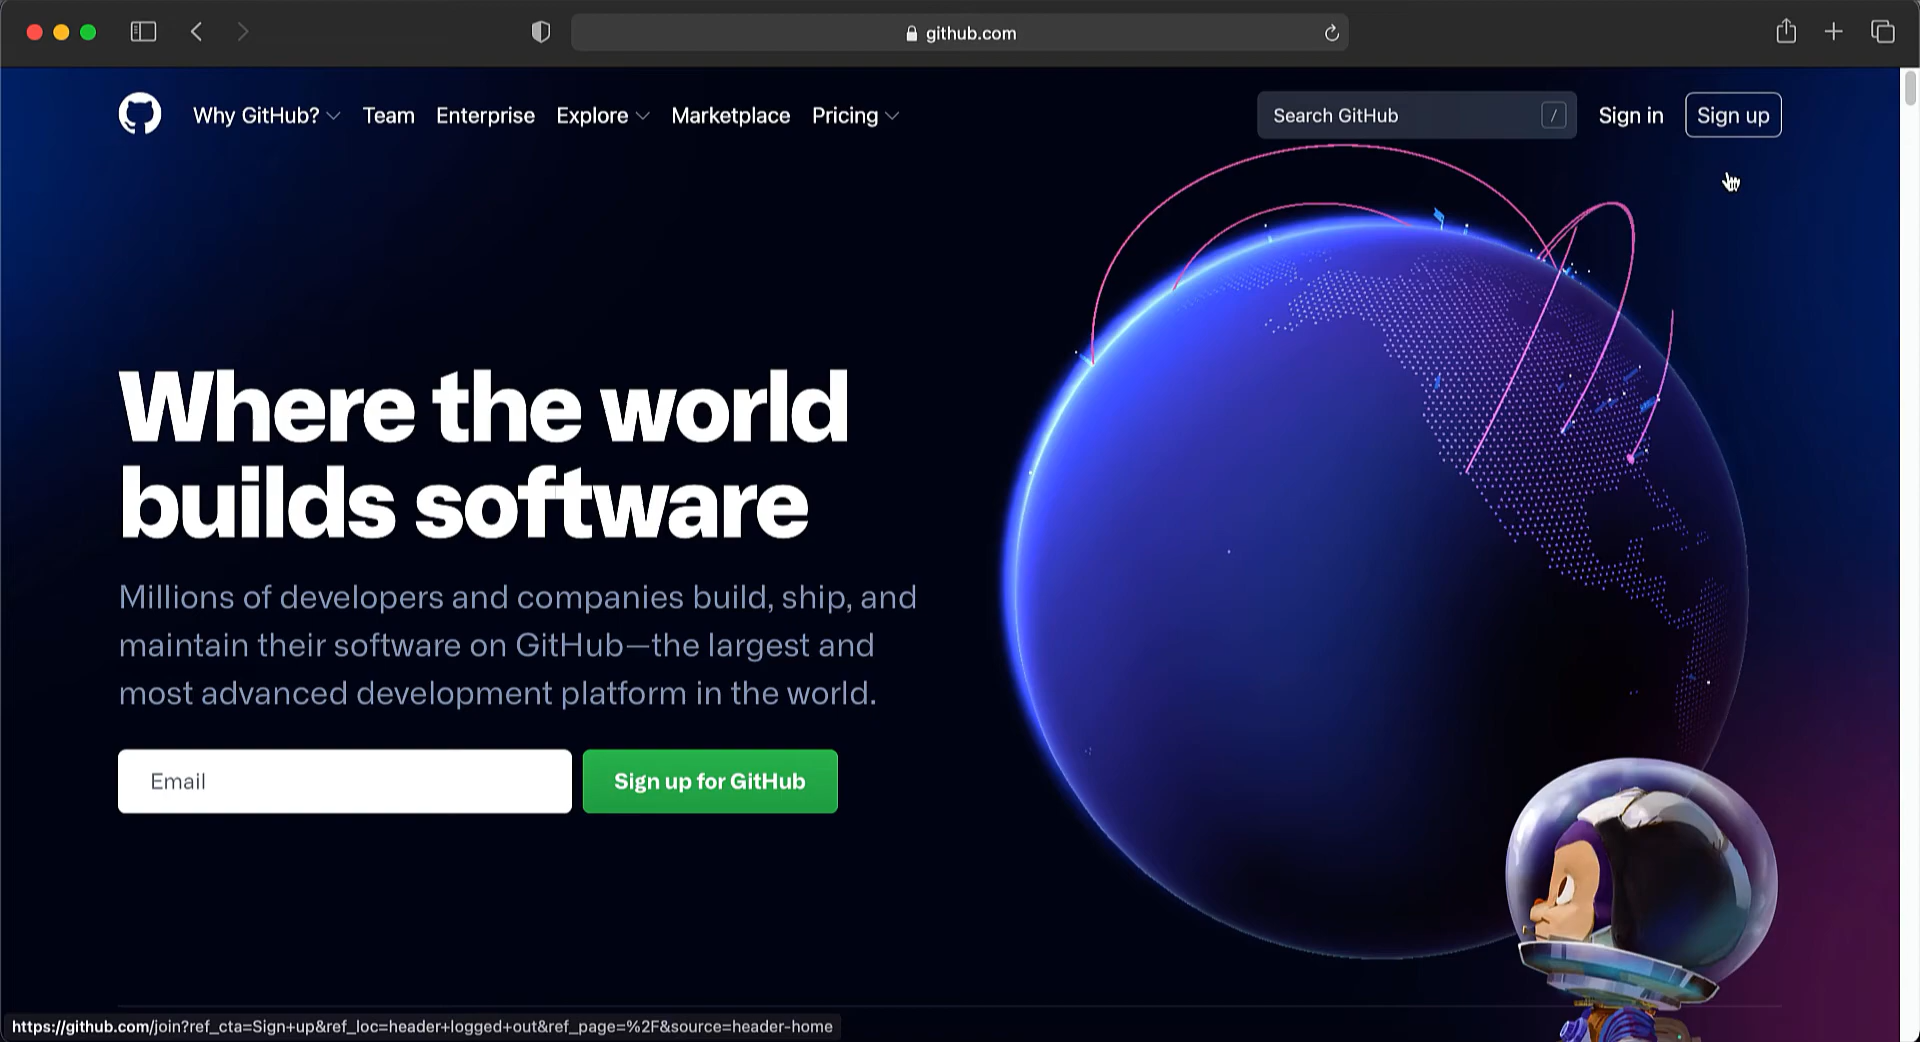 github.com
Why GitHub? Team Enterprise Explore Marketplace Pricing Search GitHub / Sign in Sign up
Where the world
builds software
Millions of developers and companies build, ship, and
maintain their software on GitHub—the largest and
most advanced development platform in the world.
Email Sign up for GitHub
https://github.com/join?ref_cta=Sign+up&ref_loc=header+logged+out&ref_page=%2F&source=header-home